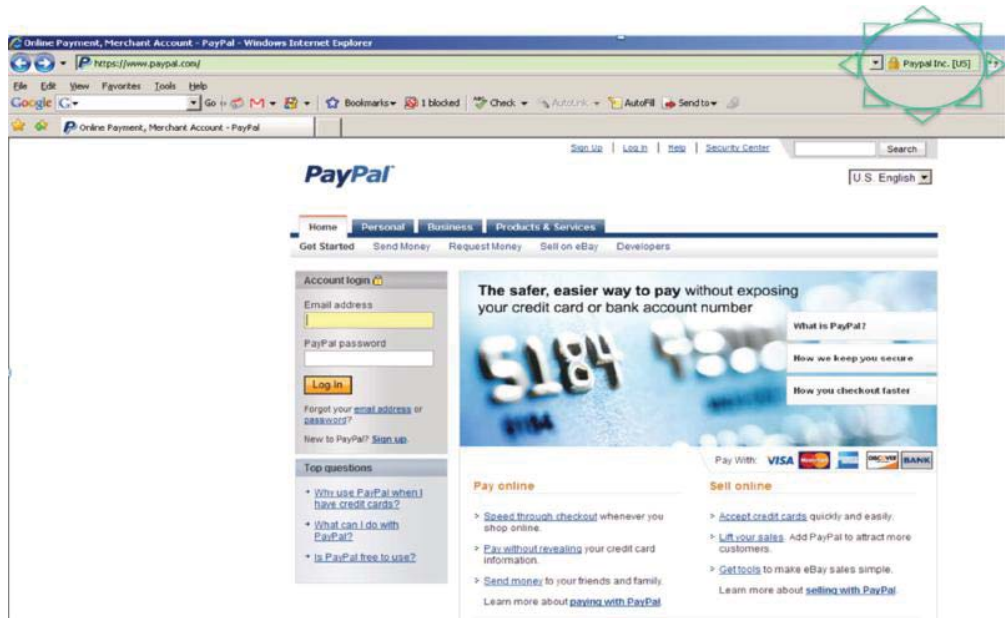 Online Payment, Merchant Account - PayPal - Windows Internet Explorer
https://www.paypal.com/
Paypal Inc. [US]
File Edit View Favorites Tools Help
Google Go Bookmarks 1 blocked Check AutoLink AutoFill Send to
Online Payment, Merchant Account - PayPal
Sign Up | Log In | Help | Security Center Search
PayPal
U.S. English
Home Personal Business Products & Services
Get Started Send Money Request Money Sell on eBay Developers
Account login
Email address
PayPal password
Log In
Forgot your email address or
password?
New to PayPal? Sign up.
Top questions
Why use PayPal when I
have credit cards?
What can I do with
PayPal?
Is PayPal free to use?
The safer, easier way to pay without exposing
your credit card or bank account number
5184
What is PayPal?
How we keep you secure
How you checkout faster
Pay With: VISA MasterCard DISCOVER BANK
Pay online
> Speed through checkout whenever you
shop online.
> Pay without revealing your credit card
information.
> Send money to your friends and family.
Learn more about paying with PayPal
Sell online
> Accept credit cards quickly and easily.
> Lift your sales. Add PayPal to attract more
customers.
> Get tools to make eBay sales simple.
Learn more about selling with PayPal.